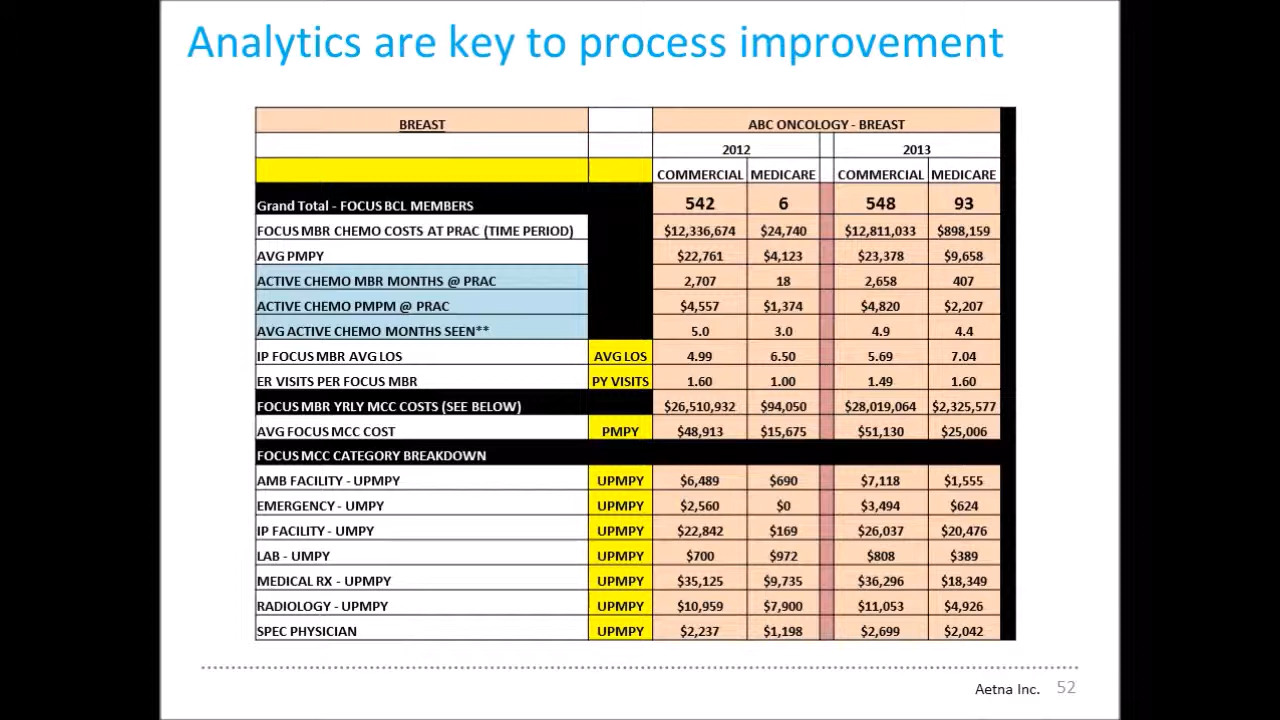 Analytics are key to process improvement
BREAST ABC ONCOLOGY - BREAST
2012 2013
COMMERCIAL MEDICARE COMMERCIAL MEDICARE
Grand Total - FOCUS BCL MEMBERS 542 6 548 93
FOCUS MBR CHEMO COSTS AT PRAC (TIME PERIOD) $12,336,674 $24,740 $12,811,033 $898,159
AVG PMPY $22,761 $4,123 $23,378 $9,658
ACTIVE CHEMO MBR MONTHS @ PRAC 2,707 18 2,658 407
ACTIVE CHEMO PMPM @ PRAC $4,557 $1,374 $4,820 $2,207
AVG ACTIVE CHEMO MONTHS SEEN** 5.0 3.0 4.9 4.4
IP FOCUS MBR AVG LOS AVG LOS 4.99 6.50 5.69 7.04
ER VISITS PER FOCUS MBR PY VISITS 1.60 1.00 1.49 1.60
FOCUS MBR YRLY MCC COSTS (SEE BELOW) $26,510,932 $94,050 $28,019,064 $2,325,577
AVG FOCUS MCC COST PMPY $48,913 $15,675 $51,130 $25,006
FOCUS MCC CATEGORY BREAKDOWN
AMB FACILITY - UPMPY UPMPY $6,489 $690 $7,118 $1,555
EMERGENCY - UMPY UPMPY $2,560 $0 $3,494 $624
IP FACILITY - UMPY UPMPY $22,842 $169 $26,037 $20,476
LAB - UMPY UPMPY $700 $972 $808 $389
MEDICAL RX - UPMPY UPMPY $35,125 $9,735 $36,296 $18,349
RADIOLOGY - UPMPY UPMPY $10,959 $7,900 $11,053 $4,926
SPEC PHYSICIAN UPMPY $2,237 $1,198 $2,699 $2,042
Aetna Inc. 52